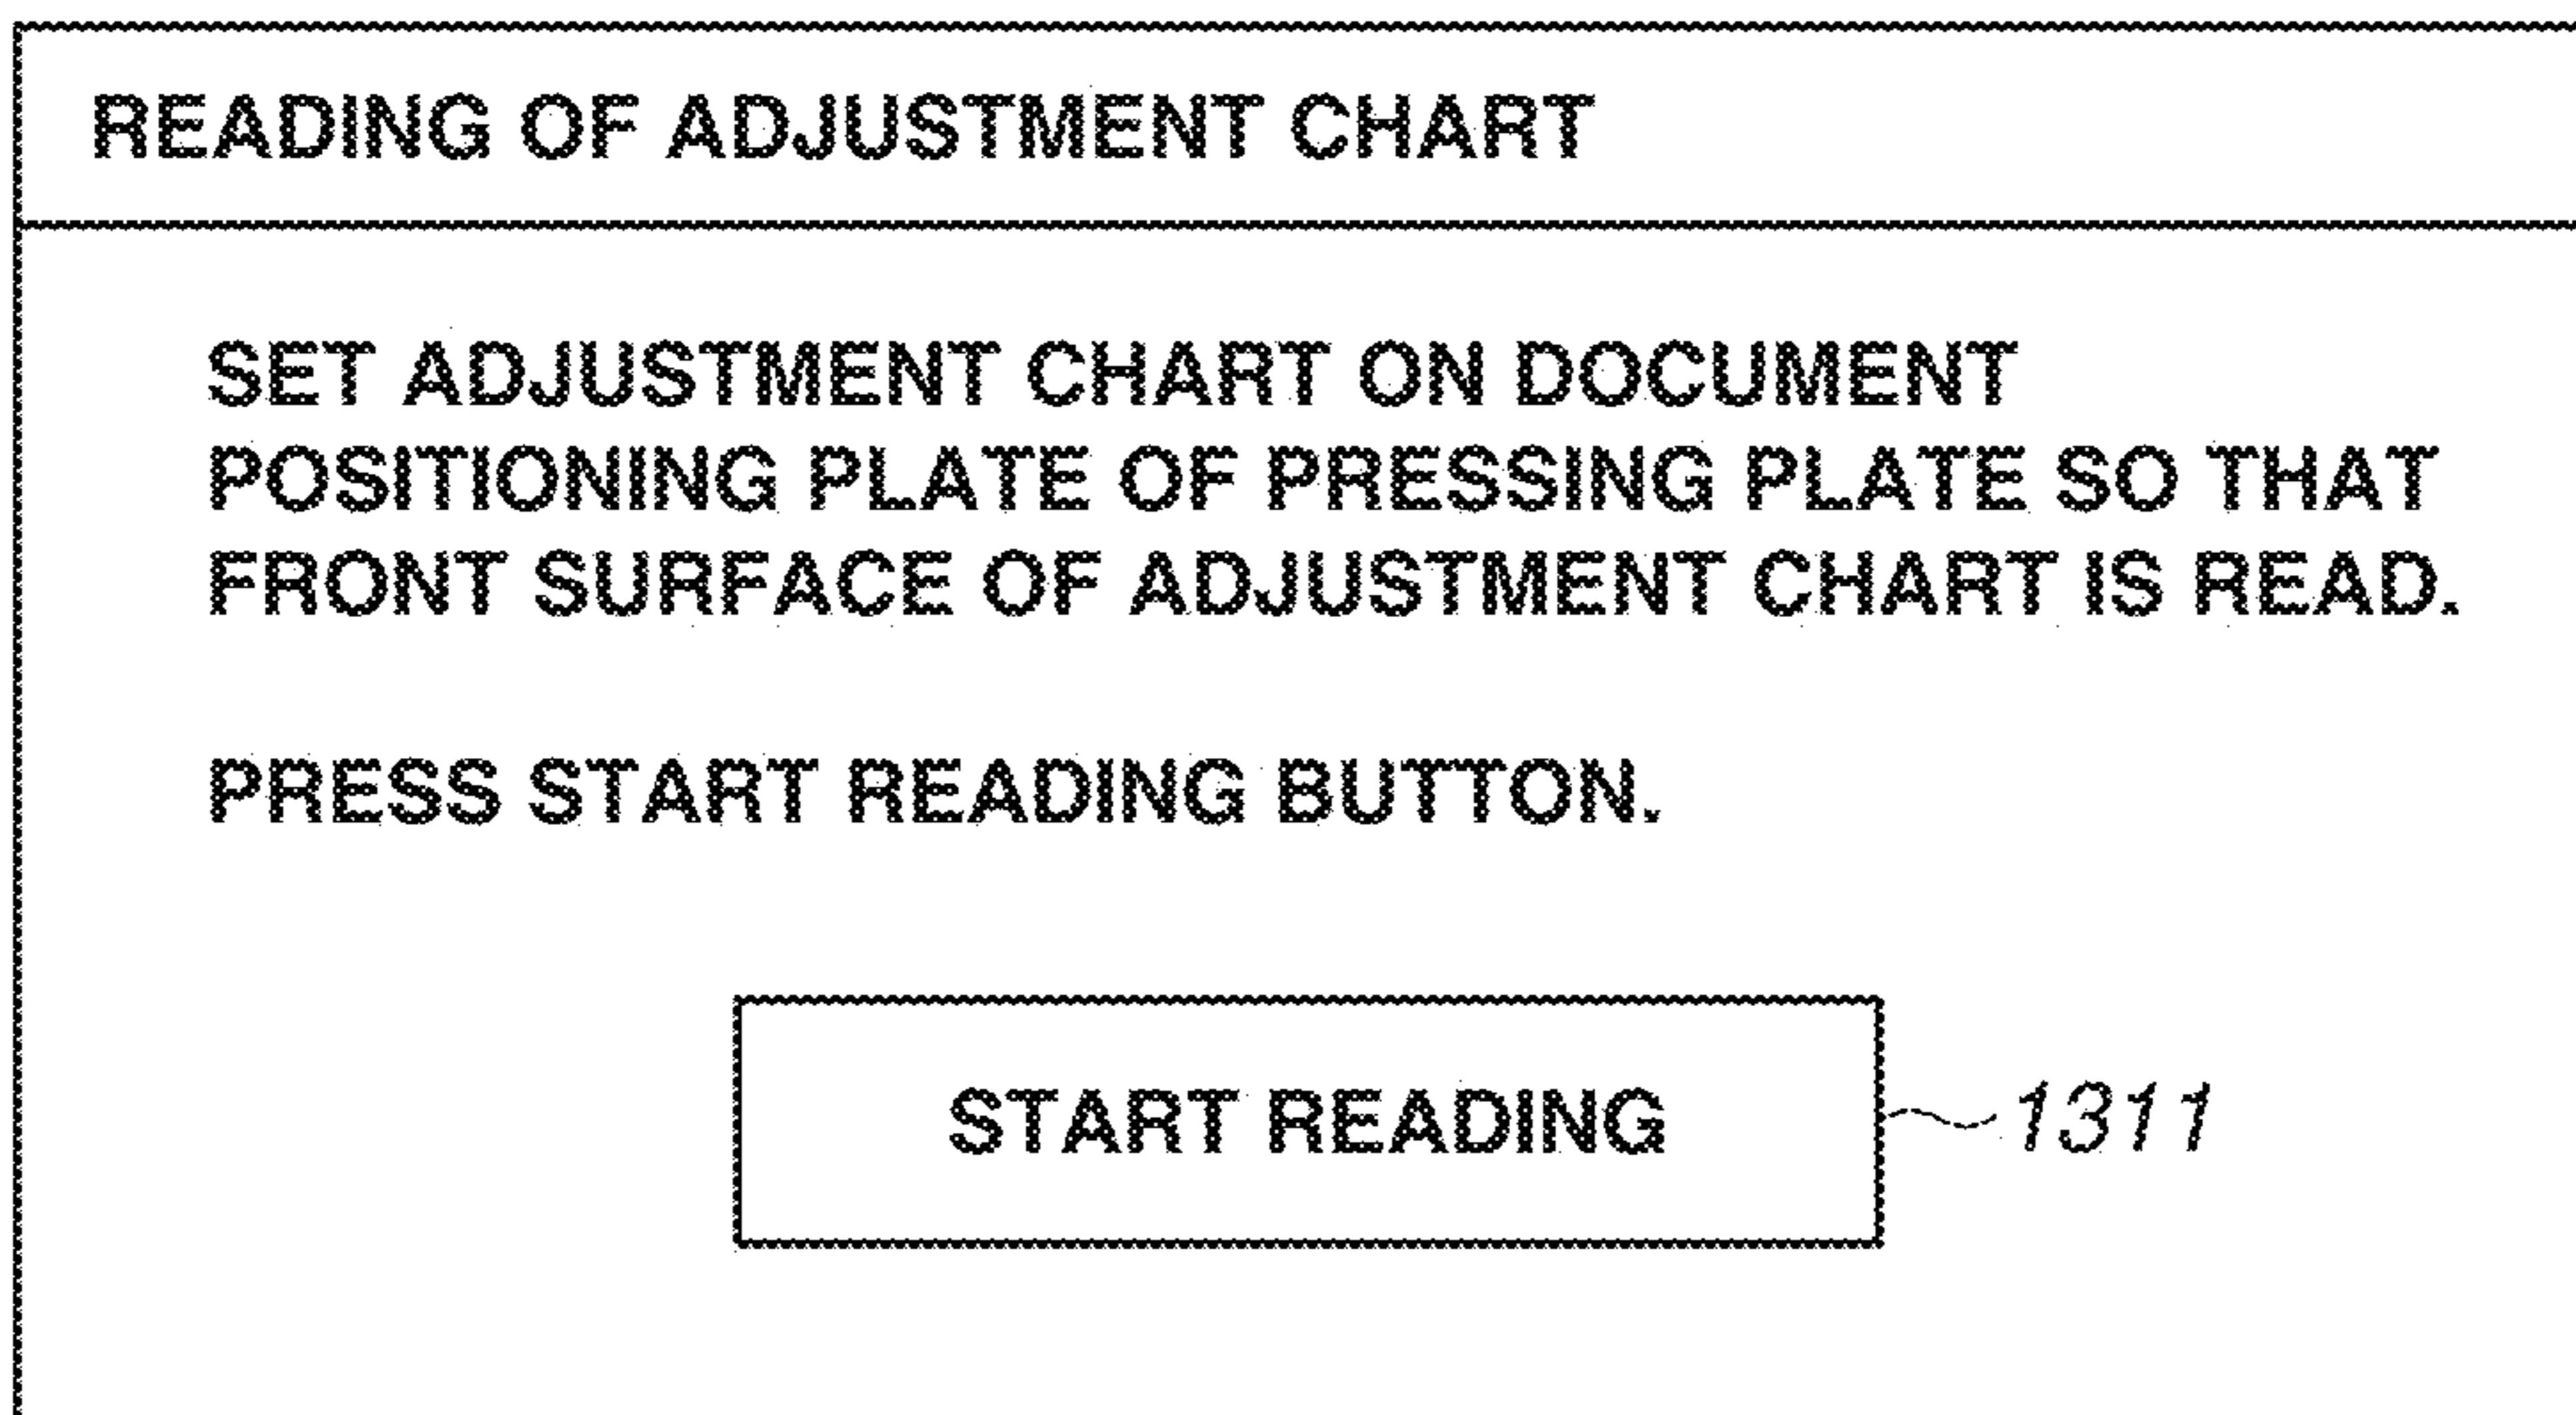 READING OF ADJUSTMENT CHART
SET ADJUSTMENT CHART ON DOCUMENT
POSITIONING PLATE OF PRESSING PLATE SO THAT
FRONT SURFACE OF ADJUSTMENT CHART IS READ.
PRESS START READING BUTTON.
START READING
1311